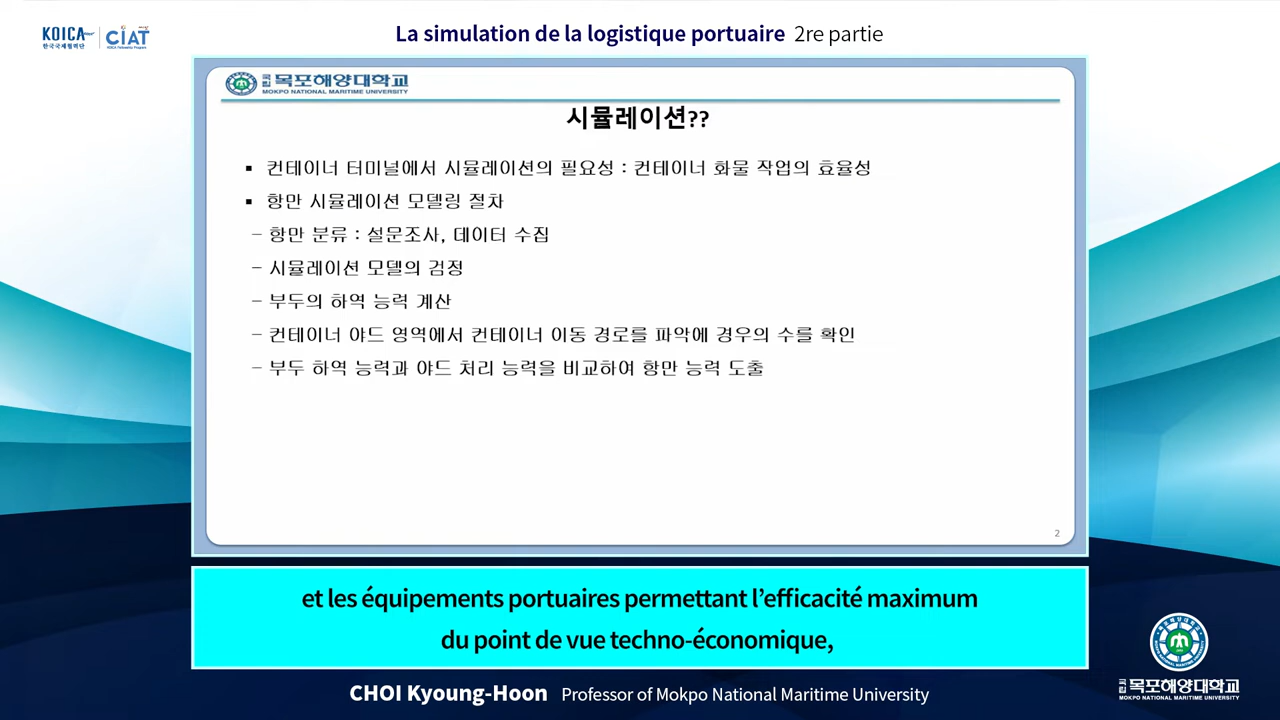 KOICA
한국국제협력단
CIAT
KOICA Fellowship Program
La simulation de la logistique portuaire 2re partie
국립 목포해양대학교
MOKPO NATIONAL MARITIME UNIVERSITY
시뮬레이션??
▪ 컨테이너 터미널에서 시뮬레이션의 필요성 : 컨테이너 화물 작업의 효율성
▪ 항만 시뮬레이션 모델링 절차
– 항만 분류 : 설문조사, 데이터 수집
– 시뮬레이션 모델의 검정
– 부두의 하역 능력 계산
– 컨테이너 야드 영역에서 컨테이너 이동 경로를 파악에 경우의 수를 확인
– 부두 하역 능력과 야드 처리 능력을 비교하여 항만 능력 도출
2
et les équipements portuaires permettant l’efficacité maximum
du point de vue techno-économique,
CHOI Kyoung-Hoon Professor of Mokpo National Maritime University
국립 목포해양대학교
MOKPO NATIONAL MARITIME UNIVERSITY